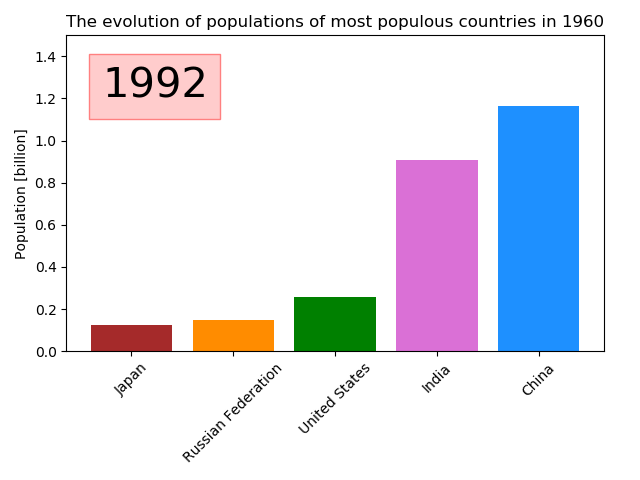 The evolution of populations of most populous countries in 1960
1992
Population [billion]
1.4
1.2
1.0
0.8
0.6
0.4
0.2
0.0
Japan
Russian Federation
United States
India
China